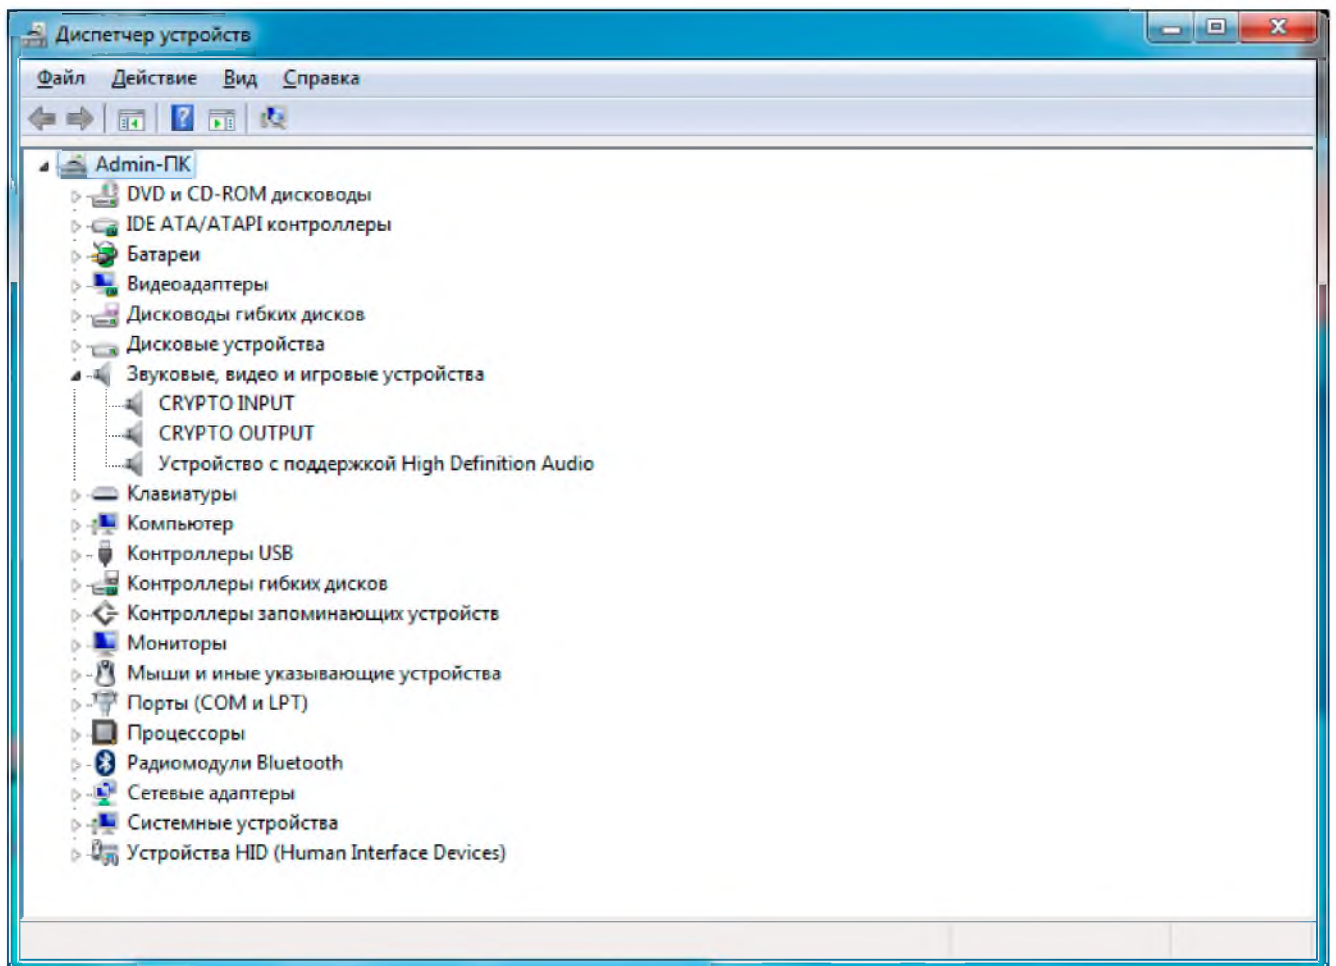 Диспетчер устройств
Файл Действие Вид Справка
Admin-ПК
DVD и CD-ROM дисководы
IDE ATA/ATAPI контроллеры
Батареи
Видеоадаптеры
Дисководы гибких дисков
Дисковые устройства
Звуковые, видео и игровые устройства
CRYPTO INPUT
CRYPTO OUTPUT
Устройство с поддержкой High Definition Audio
Клавиатуры
Компьютер
Контроллеры USB
Контроллеры гибких дисков
Контроллеры запоминающих устройств
Мониторы
Мыши и иные указывающие устройства
Порты (COM и LPT)
Процессоры
Радиомодули Bluetooth
Сетевые адаптеры
Системные устройства
Устройства HID (Human Interface Devices)